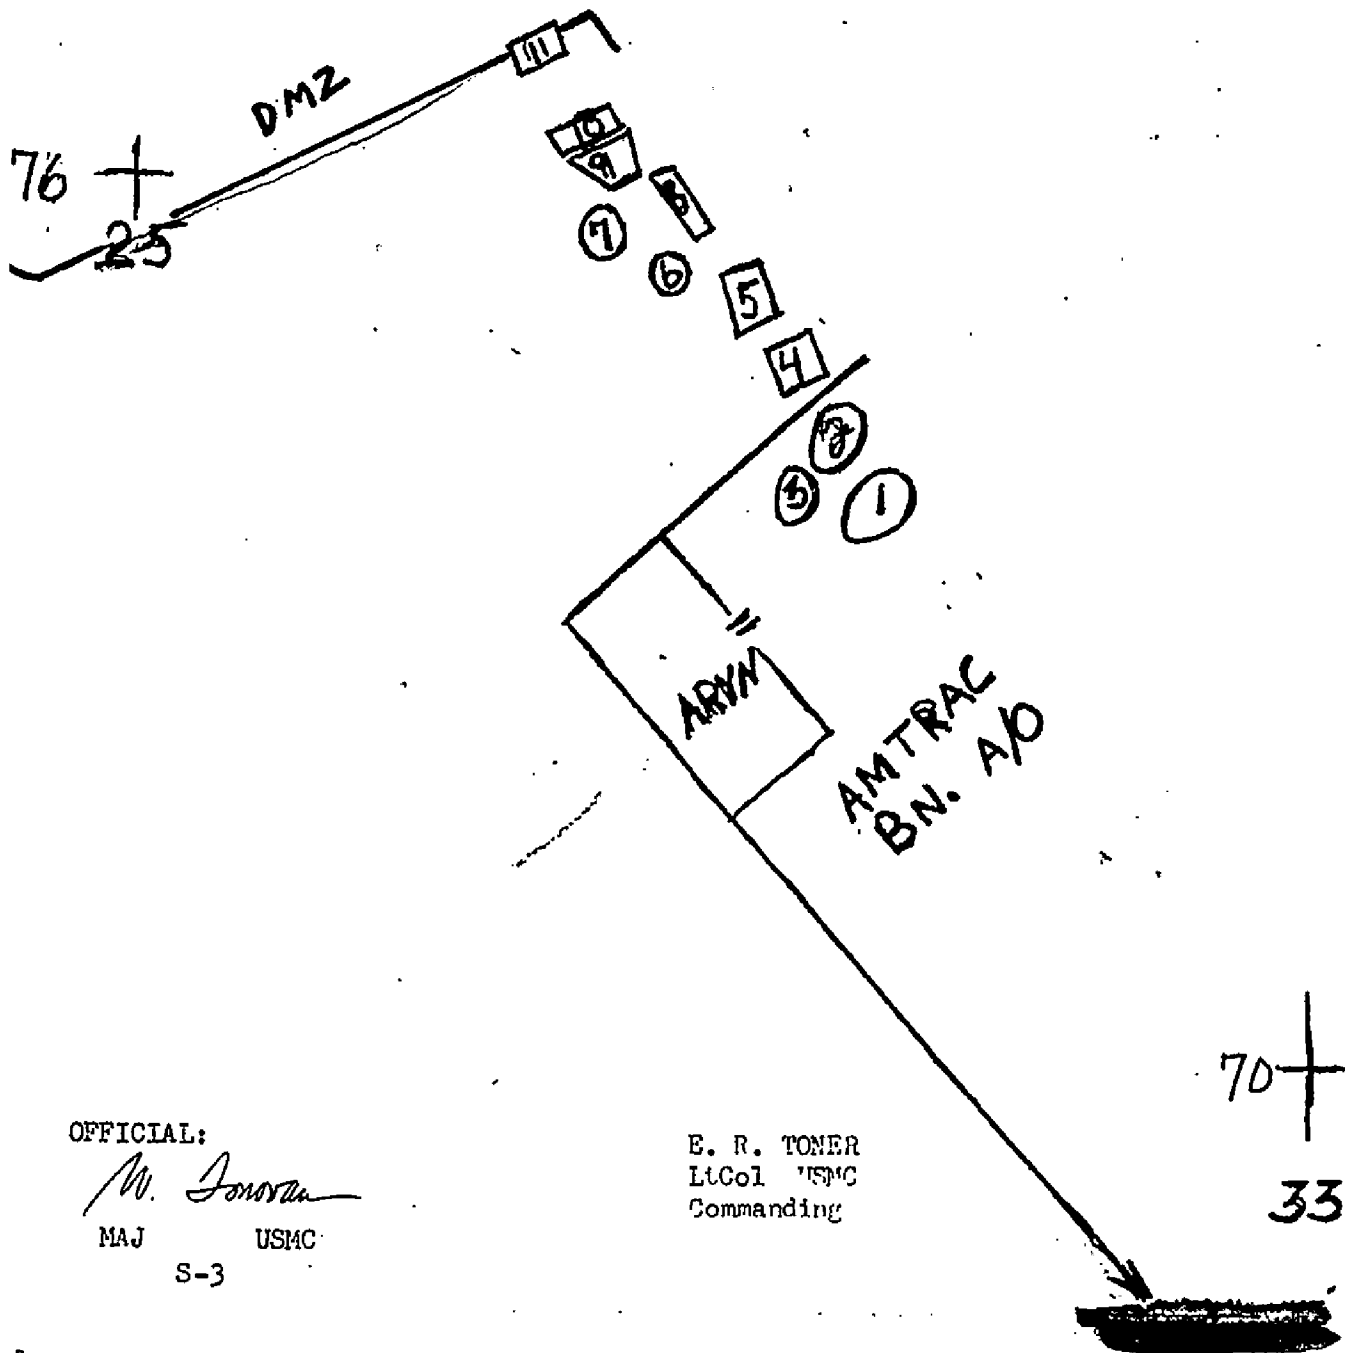 11
DMZ
10
76
9
25
8
7
6
5
4
2
3
1
ARVN
AMTRAC
BN. A/O
70
33
OFFICIAL:
M. Donovan
MAJ USMC
S-3
E. R. TONER
LtCol USMC
Commanding